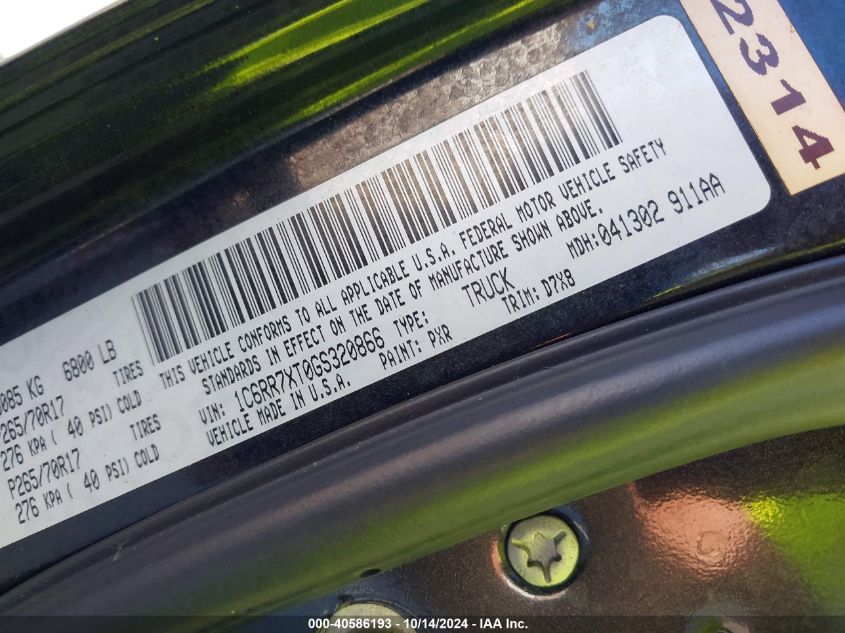 2314
3085 KG 6800 LB
P265/70R17 TIRES
276 KPA ( 40 PSI) COLD
P265/70R17 TIRES
276 KPA ( 40 PSI) COLD
THIS VEHICLE CONFORMS TO ALL APPLICABLE U.S.A. FEDERAL MOTOR VEHICLE SAFETY
STANDARDS IN EFFECT ON THE DATE OF MANUFACTURE SHOWN ABOVE.
MDH: 041302 911AA
VIN: 1C6RR7XT0GS320866 TYPE: TRUCK
VEHICLE MADE IN U.S.A. PAINT: PXR TRIM: D7X8
000-40586193 - 10/14/2024 - IAA Inc.